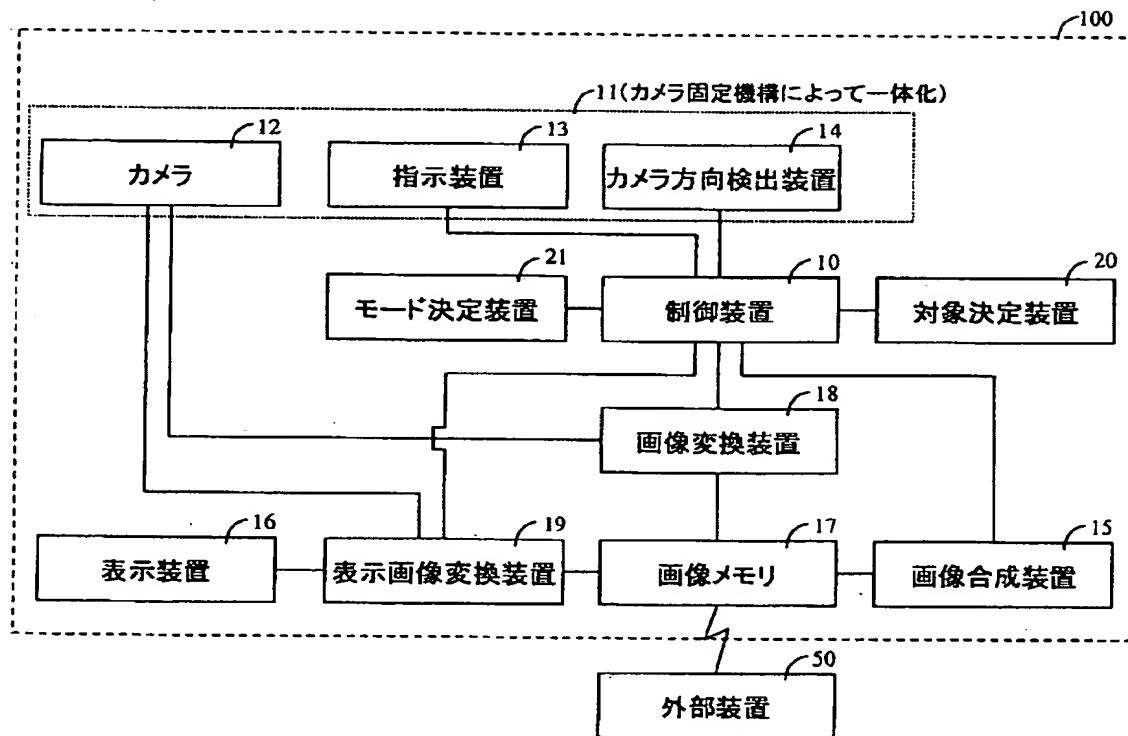 100
11(カメラ固定機構によって一体化)
12
カメラ
13
指示装置
14
カメラ方向検出装置
21
モード決定装置
10
制御装置
20
対象決定装置
18
画像変換装置
16
表示装置
19
表示画像変換装置
17
画像メモリ
15
画像合成装置
50
外部装置